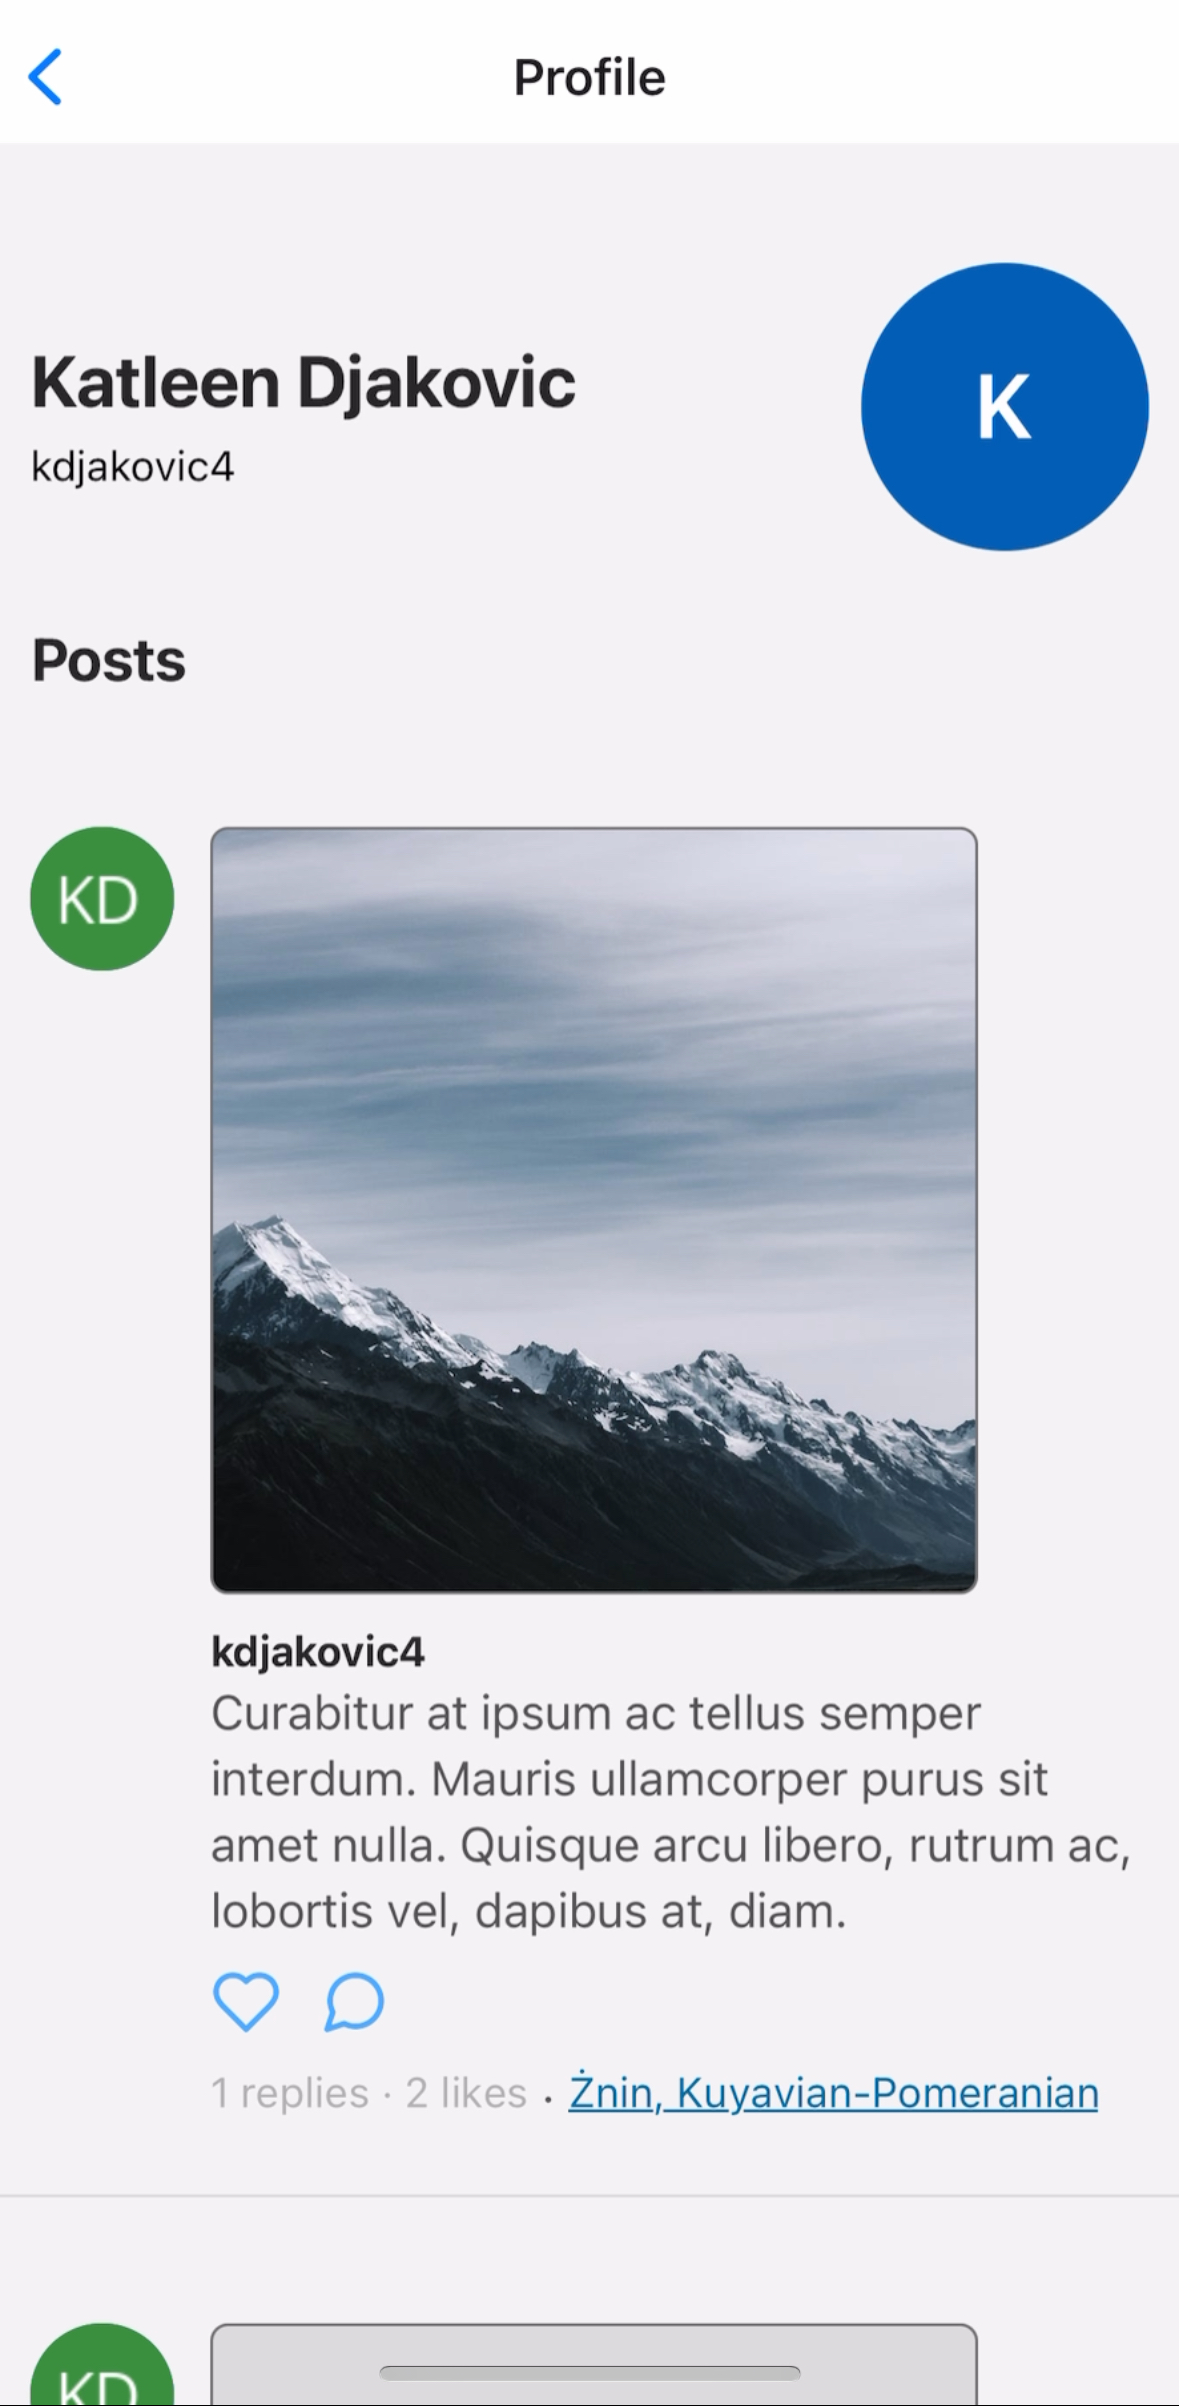 Profile
Katleen Djakovic
kdjakovic4
K
Posts
KD
kdjakovic4
Curabitur at ipsum ac tellus semper
interdum. Mauris ullamcorper purus sit
amet nulla. Quisque arcu libero, rutrum ac,
lobortis vel, dapibus at, diam.
1 replies · 2 likes · Żnin, Kuyavian-Pomeranian
KD